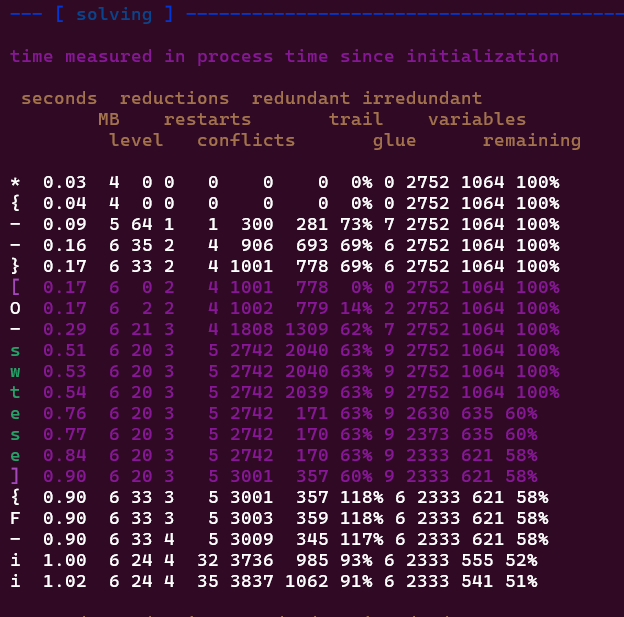 --- [ solving ] ----------------------------------------
time measured in process time since initialization
seconds reductions redundant irredundant
MB restarts trail variables
level conflicts glue remaining
* 0.03 4 0 0 0 0 0 0% 0 2752 1064 100%
{ 0.04 4 0 0 0 0 0 0% 0 2752 1064 100%
- 0.09 5 64 1 1 300 281 73% 7 2752 1064 100%
- 0.16 6 35 2 4 906 693 69% 6 2752 1064 100%
} 0.17 6 33 2 4 1001 778 69% 6 2752 1064 100%
[ 0.17 6 0 2 4 1001 778 0% 0 2752 1064 100%
O 0.17 6 2 2 4 1002 779 14% 2 2752 1064 100%
- 0.29 6 21 3 4 1808 1309 62% 7 2752 1064 100%
s 0.51 6 20 3 5 2742 2040 63% 9 2752 1064 100%
w 0.53 6 20 3 5 2742 2040 63% 9 2752 1064 100%
t 0.54 6 20 3 5 2742 2039 63% 9 2752 1064 100%
e 0.76 6 20 3 5 2742 171 63% 9 2630 635 60%
s 0.77 6 20 3 5 2742 170 63% 9 2373 635 60%
e 0.84 6 20 3 5 2742 170 63% 9 2333 621 58%
] 0.90 6 20 3 5 3001 357 60% 9 2333 621 58%
{ 0.90 6 33 3 5 3001 357 118% 6 2333 621 58%
F 0.90 6 33 3 5 3003 359 118% 6 2333 621 58%
- 0.90 6 33 4 5 3009 345 117% 6 2333 621 58%
i 1.00 6 24 4 32 3736 985 93% 6 2333 555 52%
i 1.02 6 24 4 35 3837 1062 91% 6 2333 541 51%